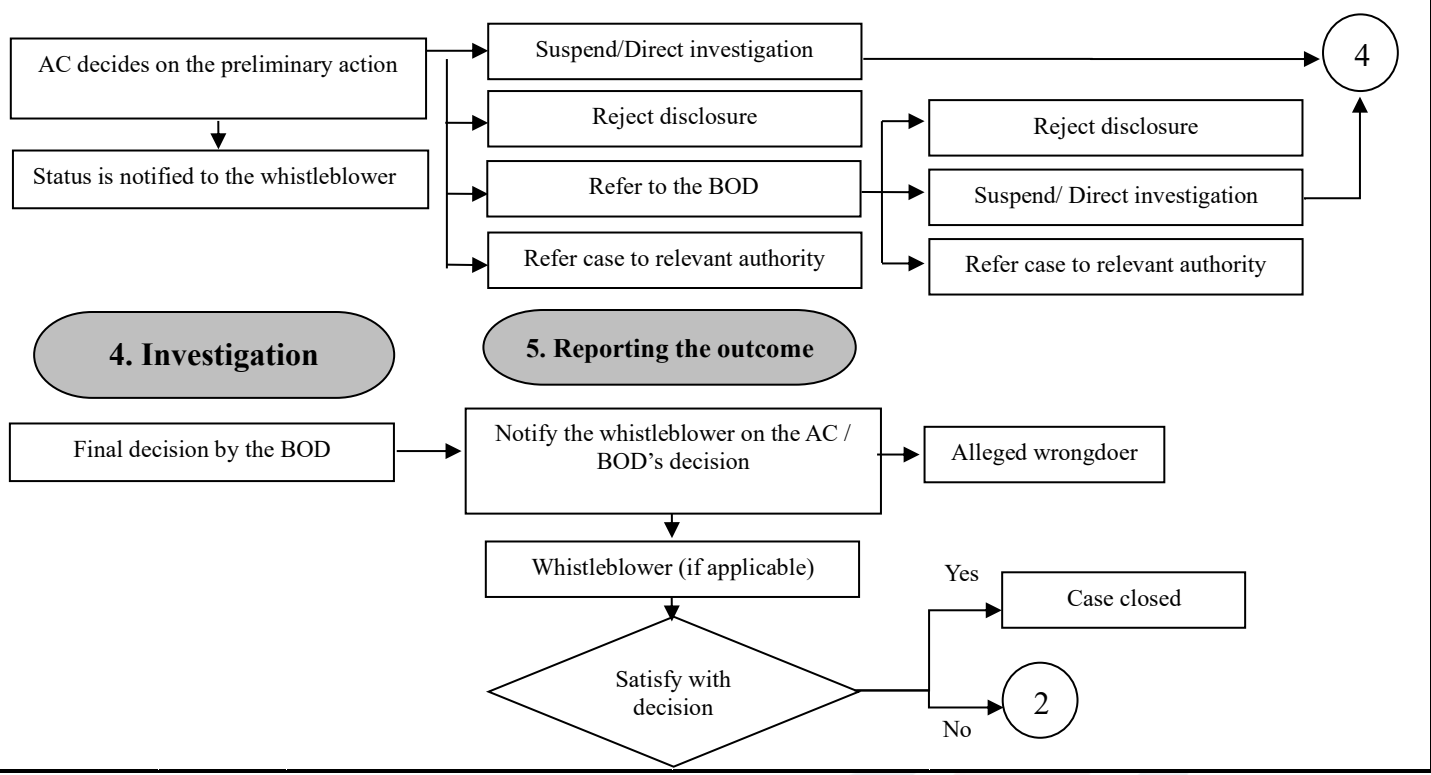 Suspend/Direct investigation
4
AC decides on the preliminary action
Reject disclosure
Reject disclosure
Status is notified to the whistleblower
Refer to the BOD
Suspend/ Direct investigation
Refer case to relevant authority
Refer case to relevant authority
4. Investigation
5. Reporting the outcome
Final decision by the BOD
Notify the whistleblower on the AC /
BOD’s decision
Alleged wrongdoer
Whistleblower (if applicable)
Yes
Case closed
Satisfy with
decision
2
No